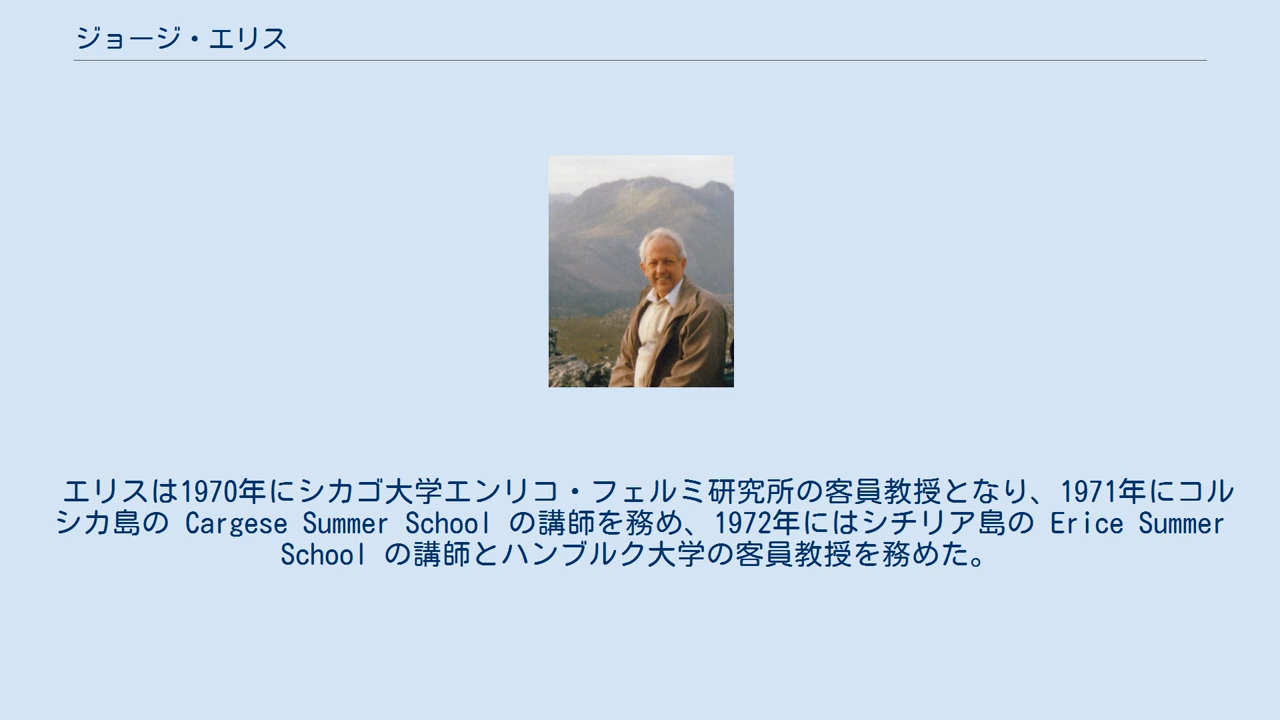 ジョージ・エリス
エリスは1970年にシカゴ大学エンリコ・フェルミ研究所の客員教授となり、1971年にコル
シカ島の Cargese Summer School の講師を務め、1972年にはシチリア島の Erice Summer
School の講師とハンブルク大学の客員教授を務めた。